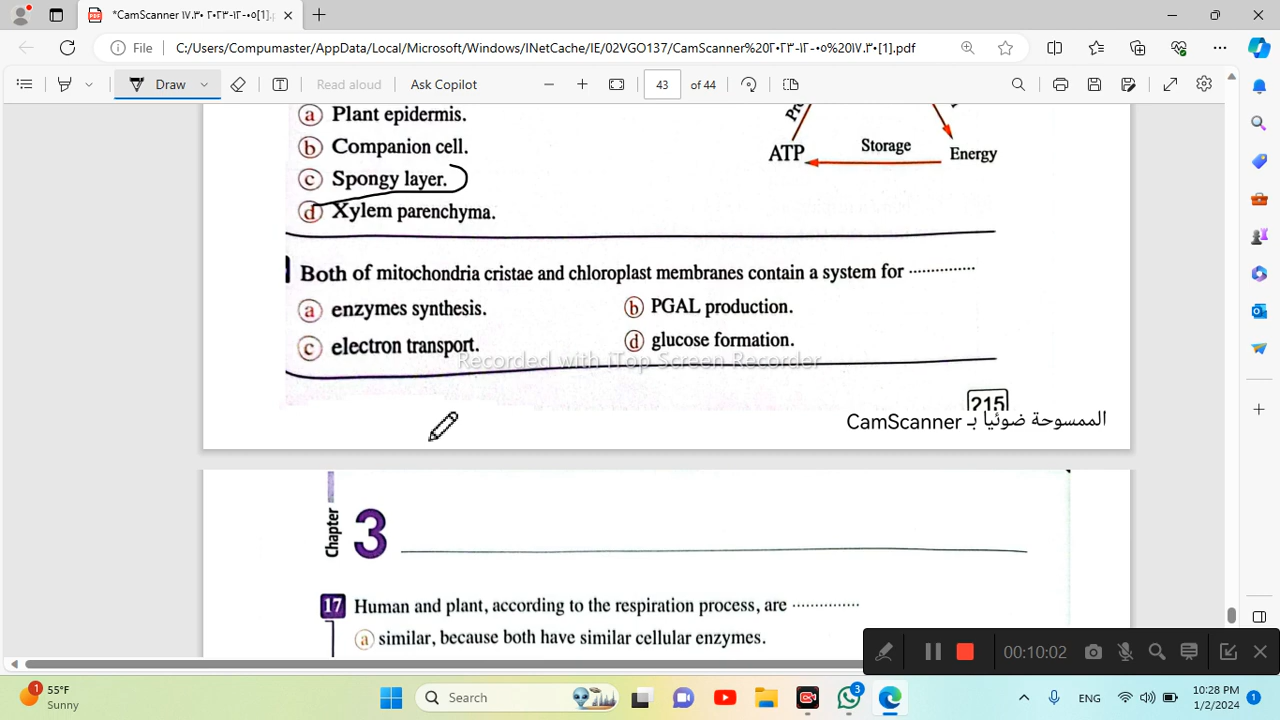 *CamScanner ١٧.٣٠ ٢٠٢٣-١٢-٠٥[1].p
File C:/Users/Compumaster/AppData/Local/Microsoft/Windows/INetCache/IE/02VGO137/CamScanner%20٢٠٢٣-١٢-٠٥%20١٧.٣٠[1].pdf
Draw Read aloud Ask Copilot 43 of 44
a Plant epidermis.
b Companion cell.
c Spongy layer.
d Xylem parenchyma.
ATP Storage Energy
Both of mitochondria cristae and chloroplast membranes contain a system for ..............
a enzymes synthesis. b PGAL production.
c electron transport. d glucose formation.
Recorded with iTop Screen Recorder
215
الممسوحة ضوئيا بـ CamScanner
Chapter 3
17 Human and plant, according to the respiration process, are ..............
a similar, because both have similar cellular enzymes.
00:10:02
1 55°F
Sunny
Search
3
ENG
10:28 PM
1/2/2024
1